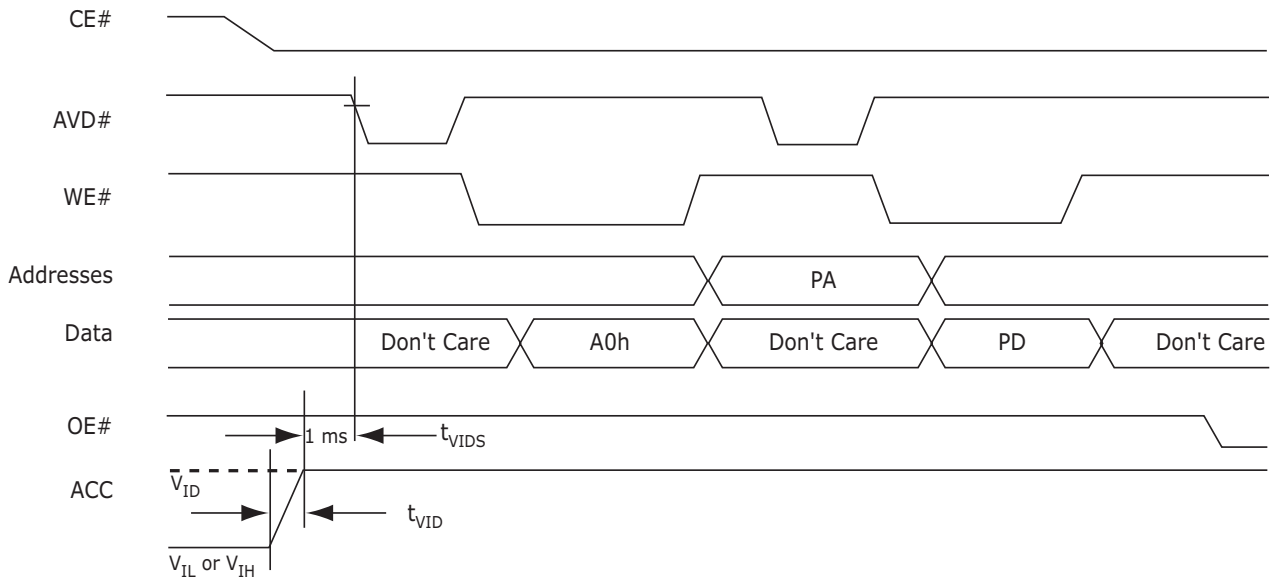 CE#
AVD#
WE#
Addresses
PA
Data
Don't Care
A0h
Don't Care
PD
Don't Care
OE#
1 ms
tVIDS
ACC
VID
tVID
VIL or VIH